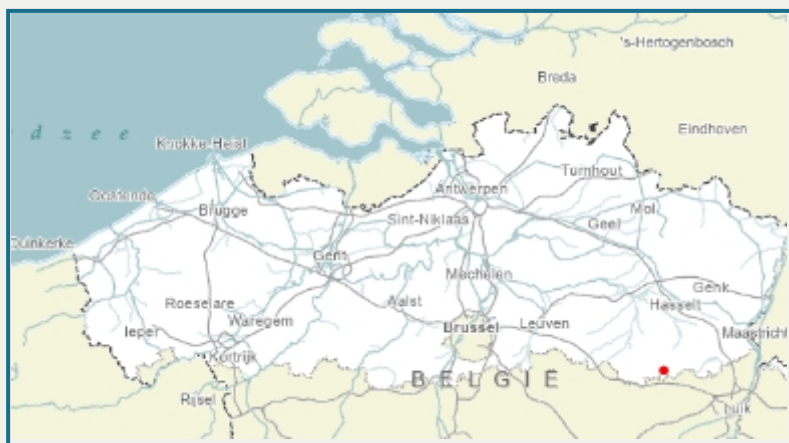 's-Hertogenbosch
Breda
Eindhoven
d z e e
Knokke-Heist
Turnhout
Antwerpen
Oostende
Mol
Brugge
Sint-Niklaas
Geel
Duinkerke
Gent
Mechelen
Genk
Roeselare
Aalst
Hasselt
Waregem
Brussel
Leuven
Maastricht
Ieper
Kortrijk
BELGIË
Rijsel
Luik